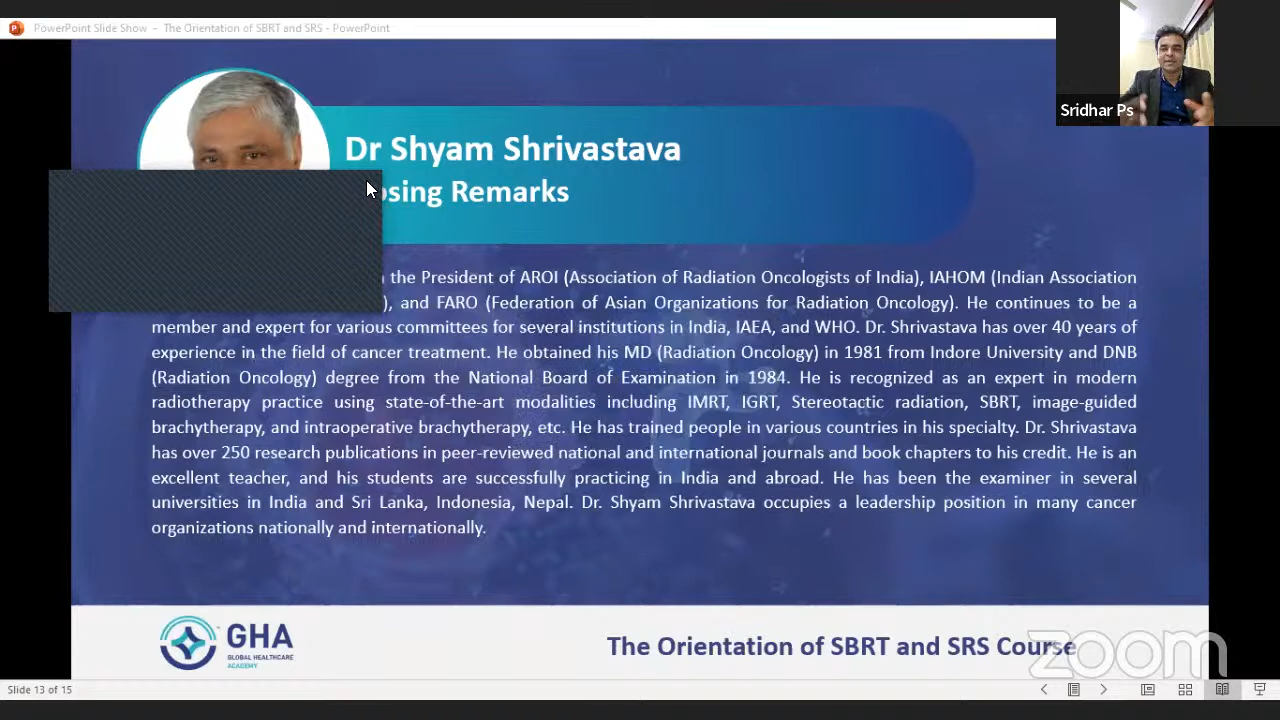 PowerPoint Slide Show - The Orientation of SBRT and SRS - PowerPoint
Sridhar Ps
Dr Shyam Shrivastava
osing Remarks
the President of AROI (Association of Radiation Oncologists of India), IAHOM (Indian Association
), and FARO (Federation of Asian Organizations for Radiation Oncology). He continues to be a
member and expert for various committees for several institutions in India, IAEA, and WHO. Dr. Shrivastava has over 40 years of
experience in the field of cancer treatment. He obtained his MD (Radiation Oncology) in 1981 from Indore University and DNB
(Radiation Oncology) degree from the National Board of Examination in 1984. He is recognized as an expert in modern
radiotherapy practice using state-of-the-art modalities including IMRT, IGRT, Stereotactic radiation, SBRT, image-guided
brachytherapy, and intraoperative brachytherapy, etc. He has trained people in various countries in his specialty. Dr. Shrivastava
has over 250 research publications in peer-reviewed national and international journals and book chapters to his credit. He is an
excellent teacher, and his students are successfully practicing in India and abroad. He has been the examiner in several
universities in India and Sri Lanka, Indonesia, Nepal. Dr. Shyam Shrivastava occupies a leadership position in many cancer
organizations nationally and internationally.
GHA
GLOBAL HEALTHCARE
ACADEMY
The Orientation of SBRT and SRS Course
zoom
Slide 13 of 15